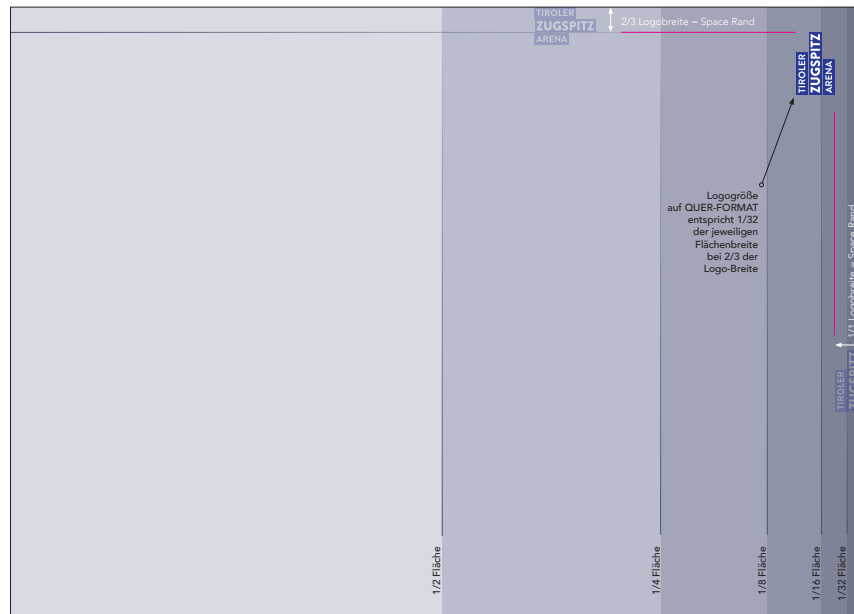 TIROLER
ZUGSPITZ
ARENA
2/3 Logobreite = Space Rand
TIROLER
ZUGSPITZ
ARENA
Logogröße
auf QUER-FORMAT
entspricht 1/32
der jeweiligen
Flächenbreite
bei 2/3 der
Logo-Breite
1/1 Logobreite = Space Rand
TIROLER
ZUGSPITZ
1/2 Fläche
1/4 Fläche
1/8 Fläche
1/16 Fläche
1/32 Fläche